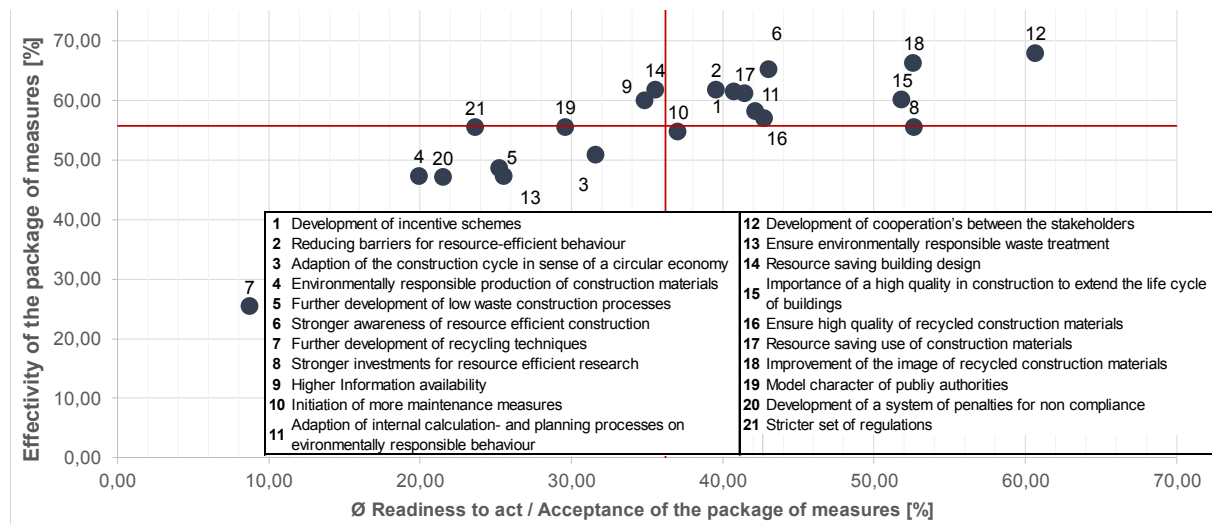 Effectivity of the package of measures [%]
70,00
60,00
50,00
40,00
30,00
20,00
10,00
0,00
6
12
18
14
2
17
15
9
21
19
10
1
11
8
16
4
20
5
3
13
7
1 Development of incentive schemes
2 Reducing barriers for resource-efficient behaviour
3 Adaption of the construction cycle in sense of a circular economy
4 Environmentally responsible production of construction materials
5 Further development of low waste construction processes
6 Stronger awareness of resource efficient construction
7 Further development of recycling techniques
8 Stronger investments for resource efficient research
9 Higher Information availability
10 Initiation of more maintenance measures
11 Adaption of internal calculation- and planning processes on
evironmentally responsible behaviour
12 Development of cooperation's between the stakeholders
13 Ensure environmentally responsible waste treatment
14 Resource saving building design
15 Importance of a high quality in construction to extend the life cycle
of buildings
16 Ensure high quality of recycled construction materials
17 Resource saving use of construction materials
18 Improvement of the image of recycled construction materials
19 Model character of publiy authorities
20 Development of a system of penalties for non compliance
21 Stricter set of regulations
0,00 10,00 20,00 30,00 40,00 50,00 60,00 70,00
Ø Readiness to act / Acceptance of the package of measures [%]